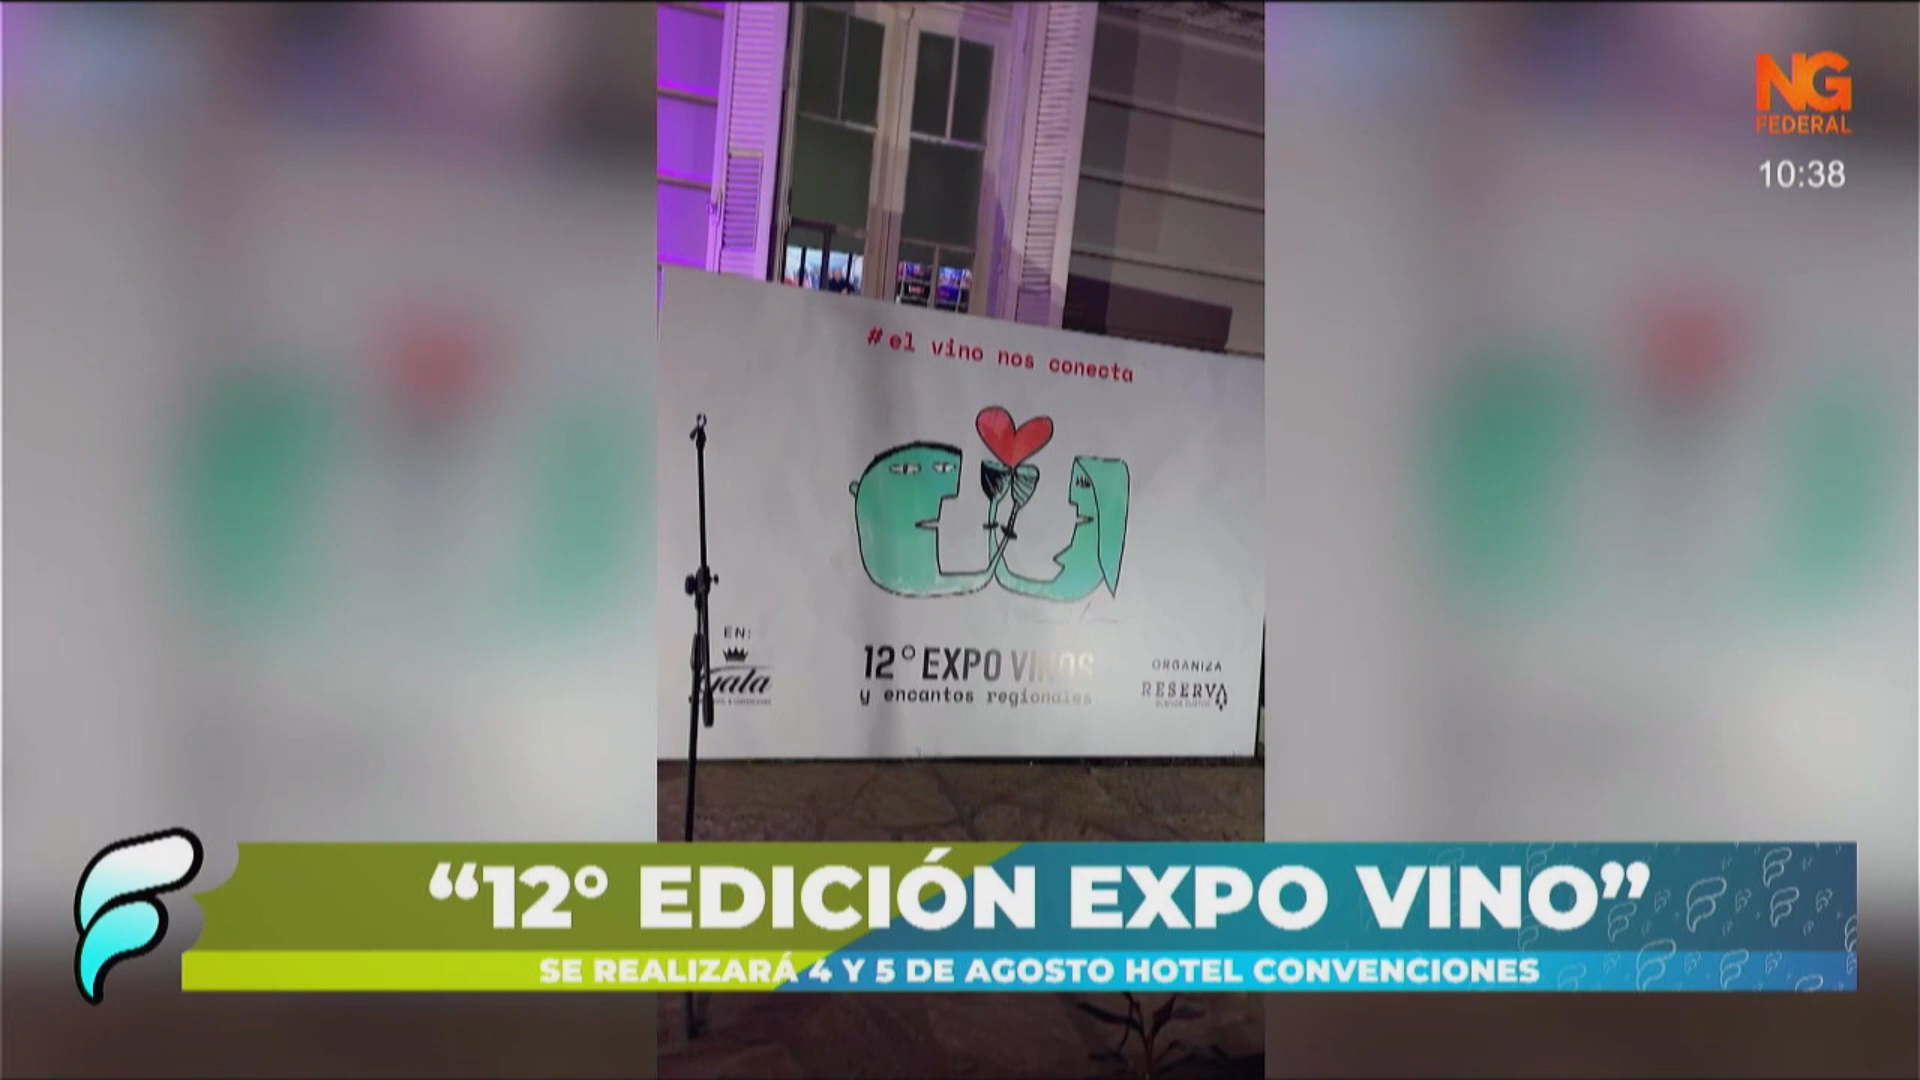 NG
FEDERAL
10:38
#el vino nos conecta
EN:
Gala
12° EXPO VINOS
y encantos regionales
ORGANIZA
RESERVA
“12° EDICIÓN EXPO VINO”
SE REALIZARÁ 4 Y 5 DE AGOSTO HOTEL CONVENCIONES